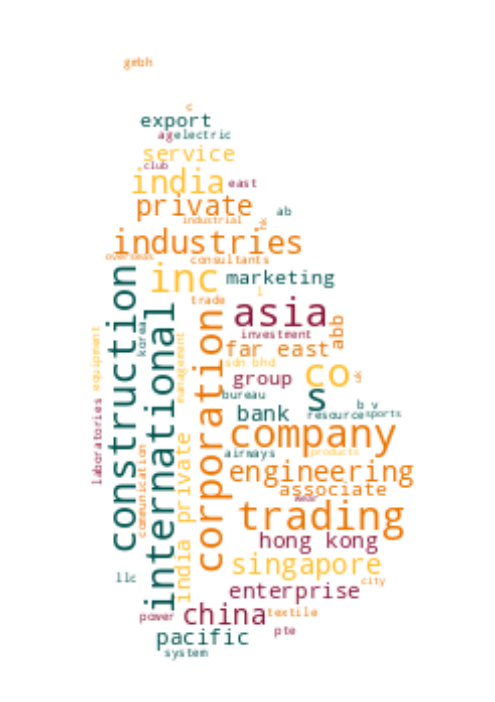 gmbh
c
export
ag electric
service
club
india east
private ab
industrial hk
industries
overseas consultants
inc marketing
construction
international
corporation
trade l
asia
korea investment abb
equipment management
far east
sdn bhd
co uk
group
bureau s
b v
bank resource sports
company
laboratories
communication
india private
airways products
engineering
associate
trading
hong kong
singapore
llc city
enterprise
china textile
power pte
pacific
system